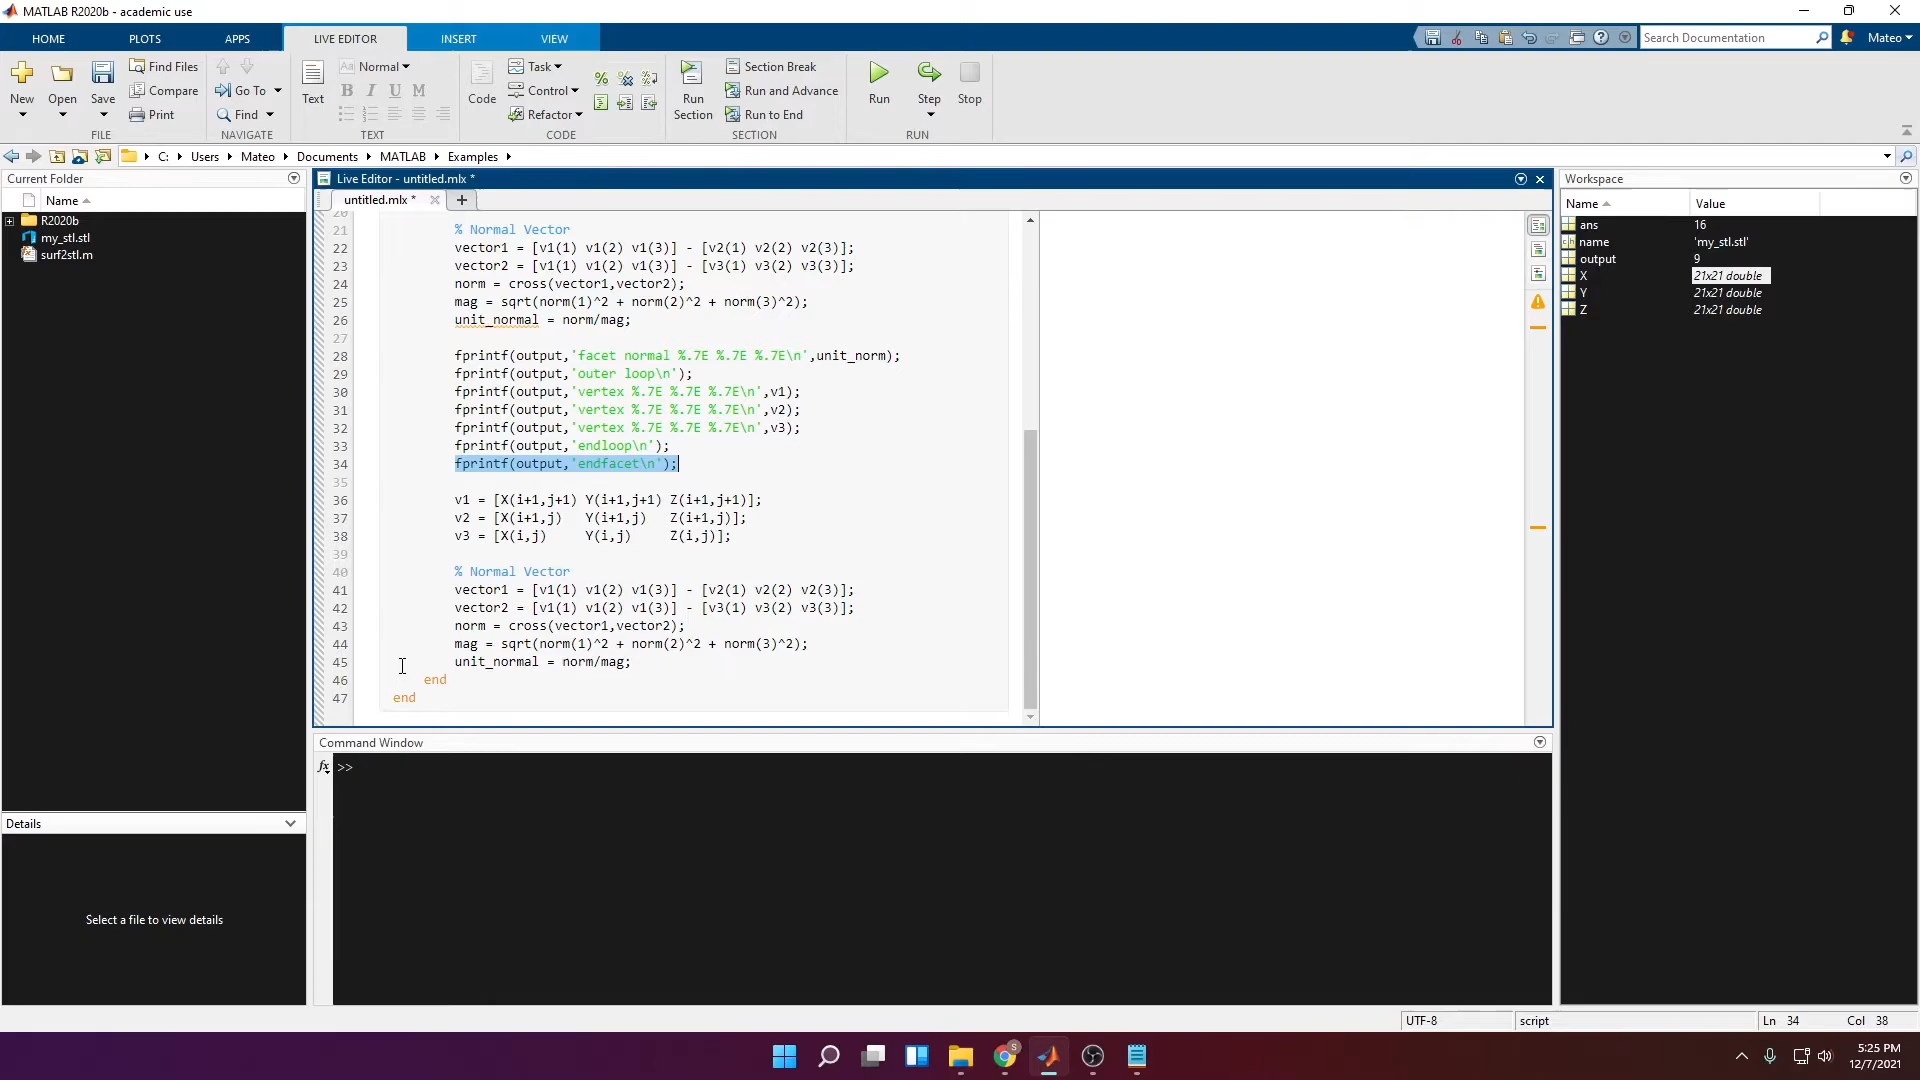 MATLAB R2020b - academic use
HOME PLOTS APPS LIVE EDITOR INSERT VIEW
Search Documentation
Mateo
New Open Save Find Files Compare Print
FILE
Go To Find
NAVIGATE
Text Aa Normal B I U M
TEXT
Code Task Control Refactor
CODE
Run Section Section Break Run and Advance Run to End
SECTION
Run Step Stop
RUN
C: Users Mateo Documents MATLAB Examples
Current Folder
Name
R2020b
my_stl.stl
surf2stl.m
Details
Select a file to view details
Live Editor - untitled.mlx *
untitled.mlx *
20
21 % Normal Vector
22 vector1 = [v1(1) v1(2) v1(3)] - [v2(1) v2(2) v2(3)];
23 vector2 = [v1(1) v1(2) v1(3)] - [v3(1) v3(2) v3(3)];
24 norm = cross(vector1,vector2);
25 mag = sqrt(norm(1)^2 + norm(2)^2 + norm(3)^2);
26 unit_normal = norm/mag;
27
28 fprintf(output,'facet normal %.7E %.7E %.7E\n',unit_norm);
29 fprintf(output,'outer loop\n');
30 fprintf(output,'vertex %.7E %.7E %.7E\n',v1);
31 fprintf(output,'vertex %.7E %.7E %.7E\n',v2);
32 fprintf(output,'vertex %.7E %.7E %.7E\n',v3);
33 fprintf(output,'endloop\n');
34 fprintf(output,'endfacet\n');
35
36 v1 = [X(i+1,j+1) Y(i+1,j+1) Z(i+1,j+1)];
37 v2 = [X(i+1,j) Y(i+1,j) Z(i+1,j)];
38 v3 = [X(i,j) Y(i,j) Z(i,j)];
39
40 % Normal Vector
41 vector1 = [v1(1) v1(2) v1(3)] - [v2(1) v2(2) v2(3)];
42 vector2 = [v1(1) v1(2) v1(3)] - [v3(1) v3(2) v3(3)];
43 norm = cross(vector1,vector2);
44 mag = sqrt(norm(1)^2 + norm(2)^2 + norm(3)^2);
45 unit_normal = norm/mag;
46 end
47 end
Command Window
fx >>
Workspace
Name Value
ans 16
name 'my_stl.stl'
output 9
X 21x21 double
Y 21x21 double
Z 21x21 double
UTF-8 script Ln 34 Col 38
S
5:25 PM
12/7/2021